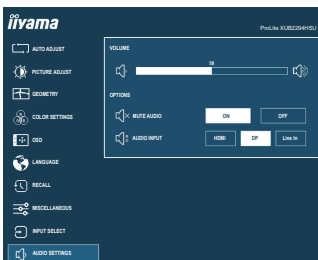 iiyama
ProLite XUB2294HSU
AUTO ADJUST
PICTURE ADJUST
GEOMETRY
COLOR SETTINGS
OSD
LANGUAGE
RECALL
MISCELLANEOUS
INPUT SELECT
AUDIO SETTINGS
VOLUME
OPTIONS
MUTE AUDIO
ON
OFF
AUDIO INPUT
HDMI
DP
Line In